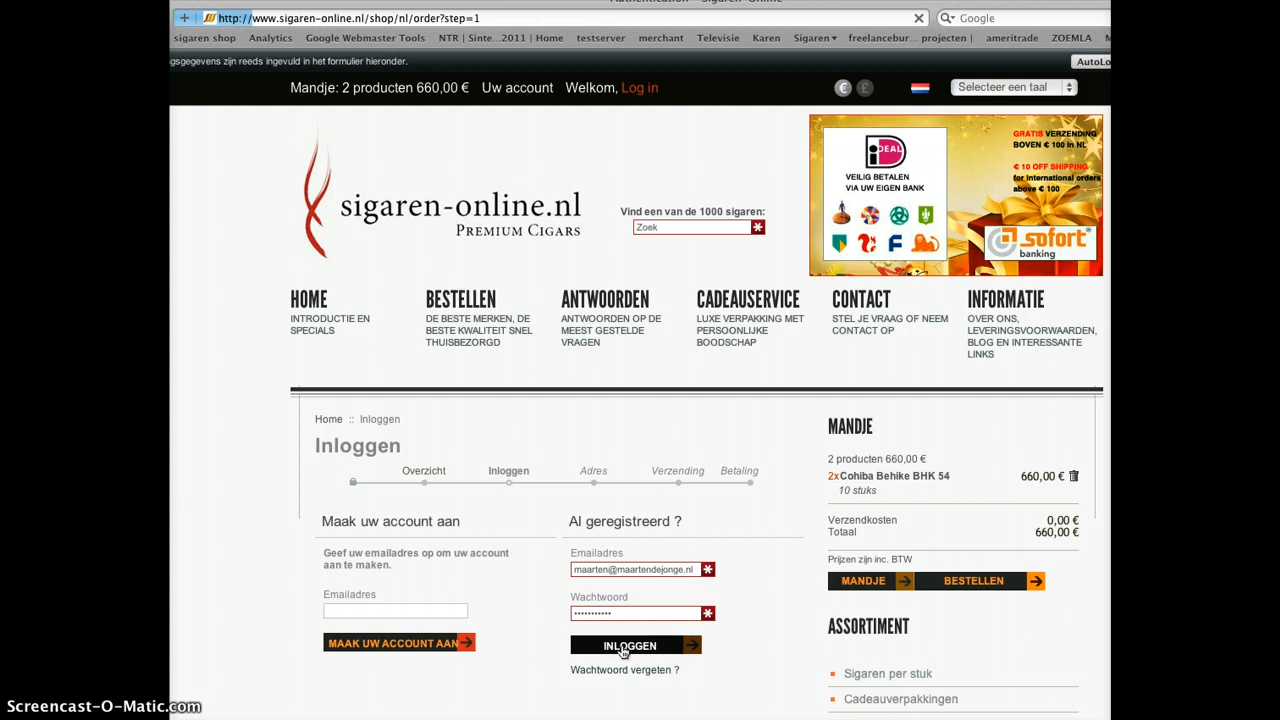 Authentication - Sigaren-Online
http://www.sigaren-online.nl/shop/nl/order?step=1
Google
sigaren shop Analytics Google Webmaster Tools NTR | Sinte...2011 | Home testserver merchant Televisie Karen Sigaren freelancebur... projecten | ameritrade ZOEMLA
gsgegevens zijn reeds ingevuld in het formulier hieronder.
AutoLo
Mandje: 2 producten 660,00 € Uw account Welkom, Log in
€ £
Selecteer een taal
sigaren-online.nl
PREMIUM CIGARS
Vind een van de 1000 sigaren:
Zoek
iDEAL
VEILIG BETALEN
VIA UW EIGEN BANK
GRATIS VERZENDING
BOVEN € 100 in NL
€ 10 OFF SHIPPING
for international orders
above € 100
sofort
banking
HOME
INTRODUCTIE EN
SPECIALS
BESTELLEN
DE BESTE MERKEN, DE
BESTE KWALITEIT SNEL
THUISBEZORGD
ANTWOORDEN
ANTWOORDEN OP DE
MEEST GESTELDE
VRAGEN
CADEAUSERVICE
LUXE VERPAKKING MET
PERSOONLIJKE
BOODSCHAP
CONTACT
STEL JE VRAAG OF NEEM
CONTACT OP
INFORMATIE
OVER ONS,
LEVERINGSVOORWAARDEN,
BLOG EN INTERESSANTE
LINKS
Home :: Inloggen
Inloggen
Overzicht Inloggen Adres Verzending Betaling
Maak uw account aan
Geef uw emailadres op om uw account
aan te maken.
Emailadres
MAAK UW ACCOUNT AAN
Al geregistreerd ?
Emailadres
maarten@maartendejonge.nl
Wachtwoord
•••••••••••
INLOGGEN
Wachtwoord vergeten ?
MANDJE
2 producten 660,00 €
2x Cohiba Behike BHK 54 660,00 €
10 stuks
Verzendkosten 0,00 €
Totaal 660,00 €
Prijzen zijn inc. BTW
MANDJE BESTELLEN
ASSORTIMENT
Sigaren per stuk
Cadeauverpakkingen
Screencast-O-Matic.com